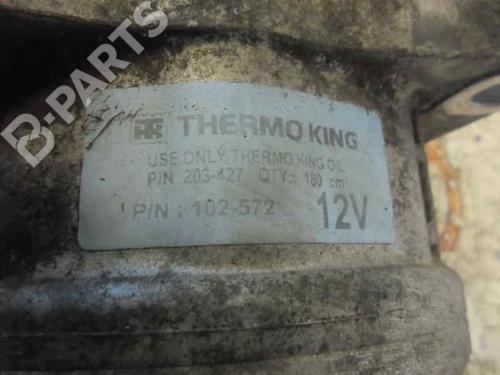 THERMO KING
USE ONLY THERMO KING OIL
P/N 203-427 QTY.: 180 cm³
P/N : 102-572
12V
B-PARTS